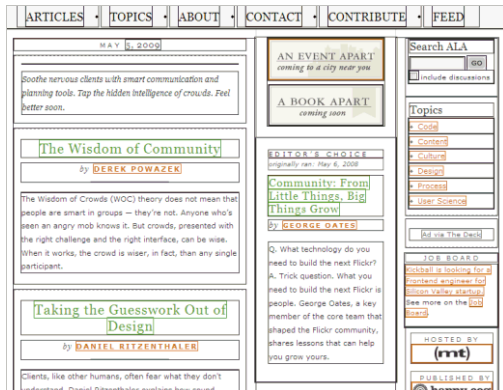 ARTICLES • TOPICS • ABOUT • CONTACT • CONTRIBUTE • FEED
MAY 5, 2009
Soothe nervous clients with smart communication and
planning tools. Tap the hidden intelligence of crowds. Feel
better soon.
The Wisdom of Community
by DEREK POWAZEK
The Wisdom of Crowds (WOC) theory does not mean that
people are smart in groups — they're not. Anyone who's
seen an angry mob knows it. But crowds, presented with
the right challenge and the right interface, can be wise.
When it works, the crowd is wiser, in fact, than any single
participant.
Taking the Guesswork Out of
Design
by DANIEL RITZENTHALER
Clients, like other humans, often fear what they don't
understand. Daniel Ritzenthaler explains how sound
AN EVENT APART
coming to a city near you
A BOOK APART
coming soon
EDITOR'S CHOICE
originally ran: May 6, 2008
Community: From
Little Things, Big
Things Grow
by GEORGE OATES
Q. What technology do you
need to build the next Flickr?
A. Trick question. What you
need to build the next Flickr is
people. George Oates, a key
member of the core team that
shaped the Flickr community,
shares lessons that can help
you grow yours.
Search ALA
GO
include discussions
Topics
• Code
• Content
• Culture
• Design
• Process
• User Science
Ad via The Deck
JOB BOARD
Kickball is looking for a
Frontend engineer for
Silicon Valley startup.
See more on the Job
Board.
HOSTED BY
(mt)
PUBLISHED BY
happy cog